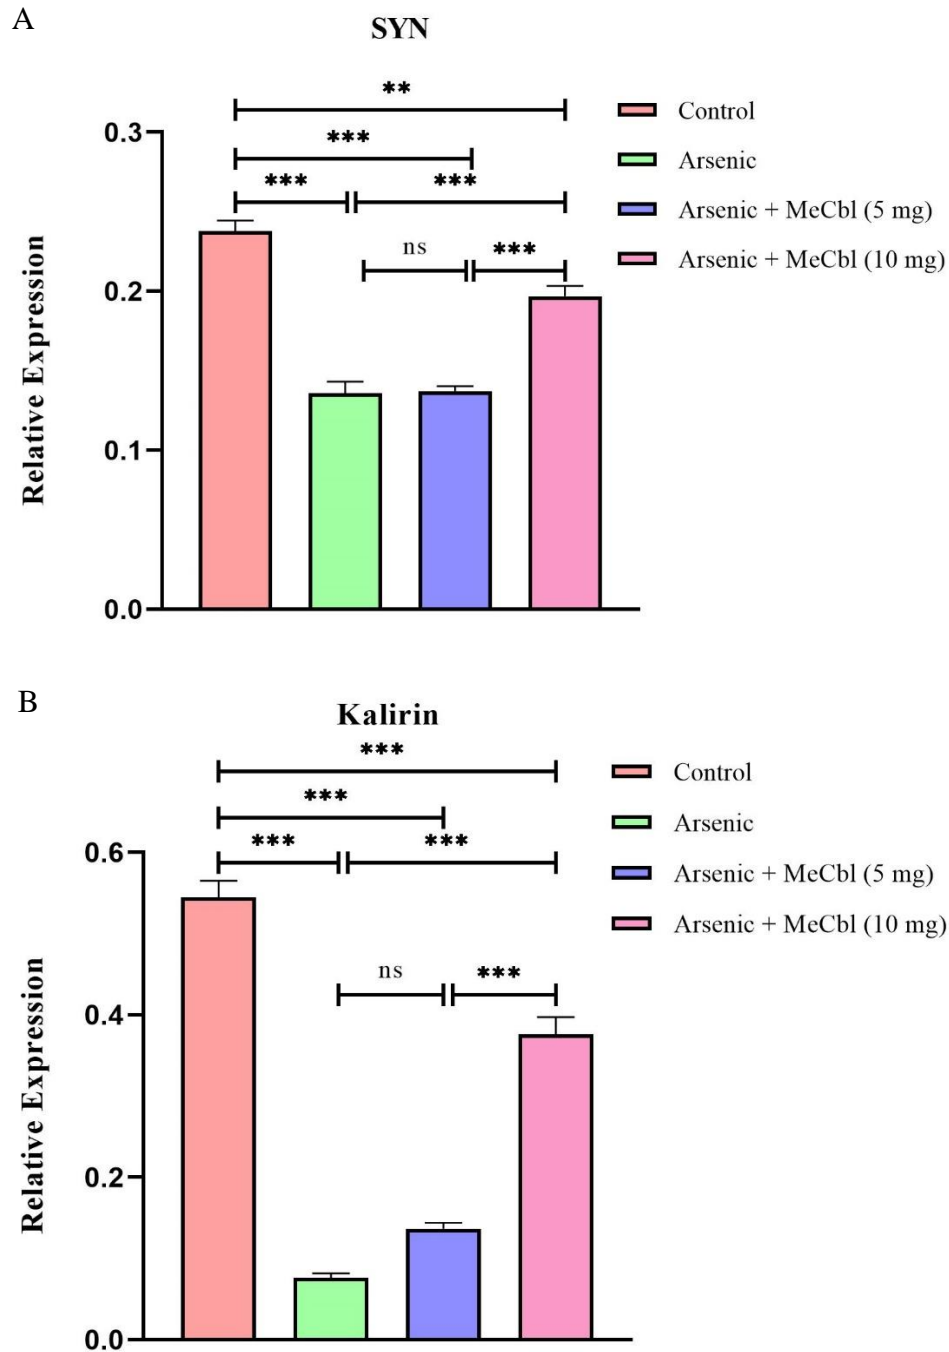 A
SYN
**
***
*** ***
ns ***
Control
Arsenic
Arsenic + MeCbl (5 mg)
Arsenic + MeCbl (10 mg)
Relative Expression
0.3
0.2
0.1
0.0
B
Kalirin
***
***
*** ***
ns ***
Control
Arsenic
Arsenic + MeCbl (5 mg)
Arsenic + MeCbl (10 mg)
Relative Expression
0.6
0.4
0.2
0.0